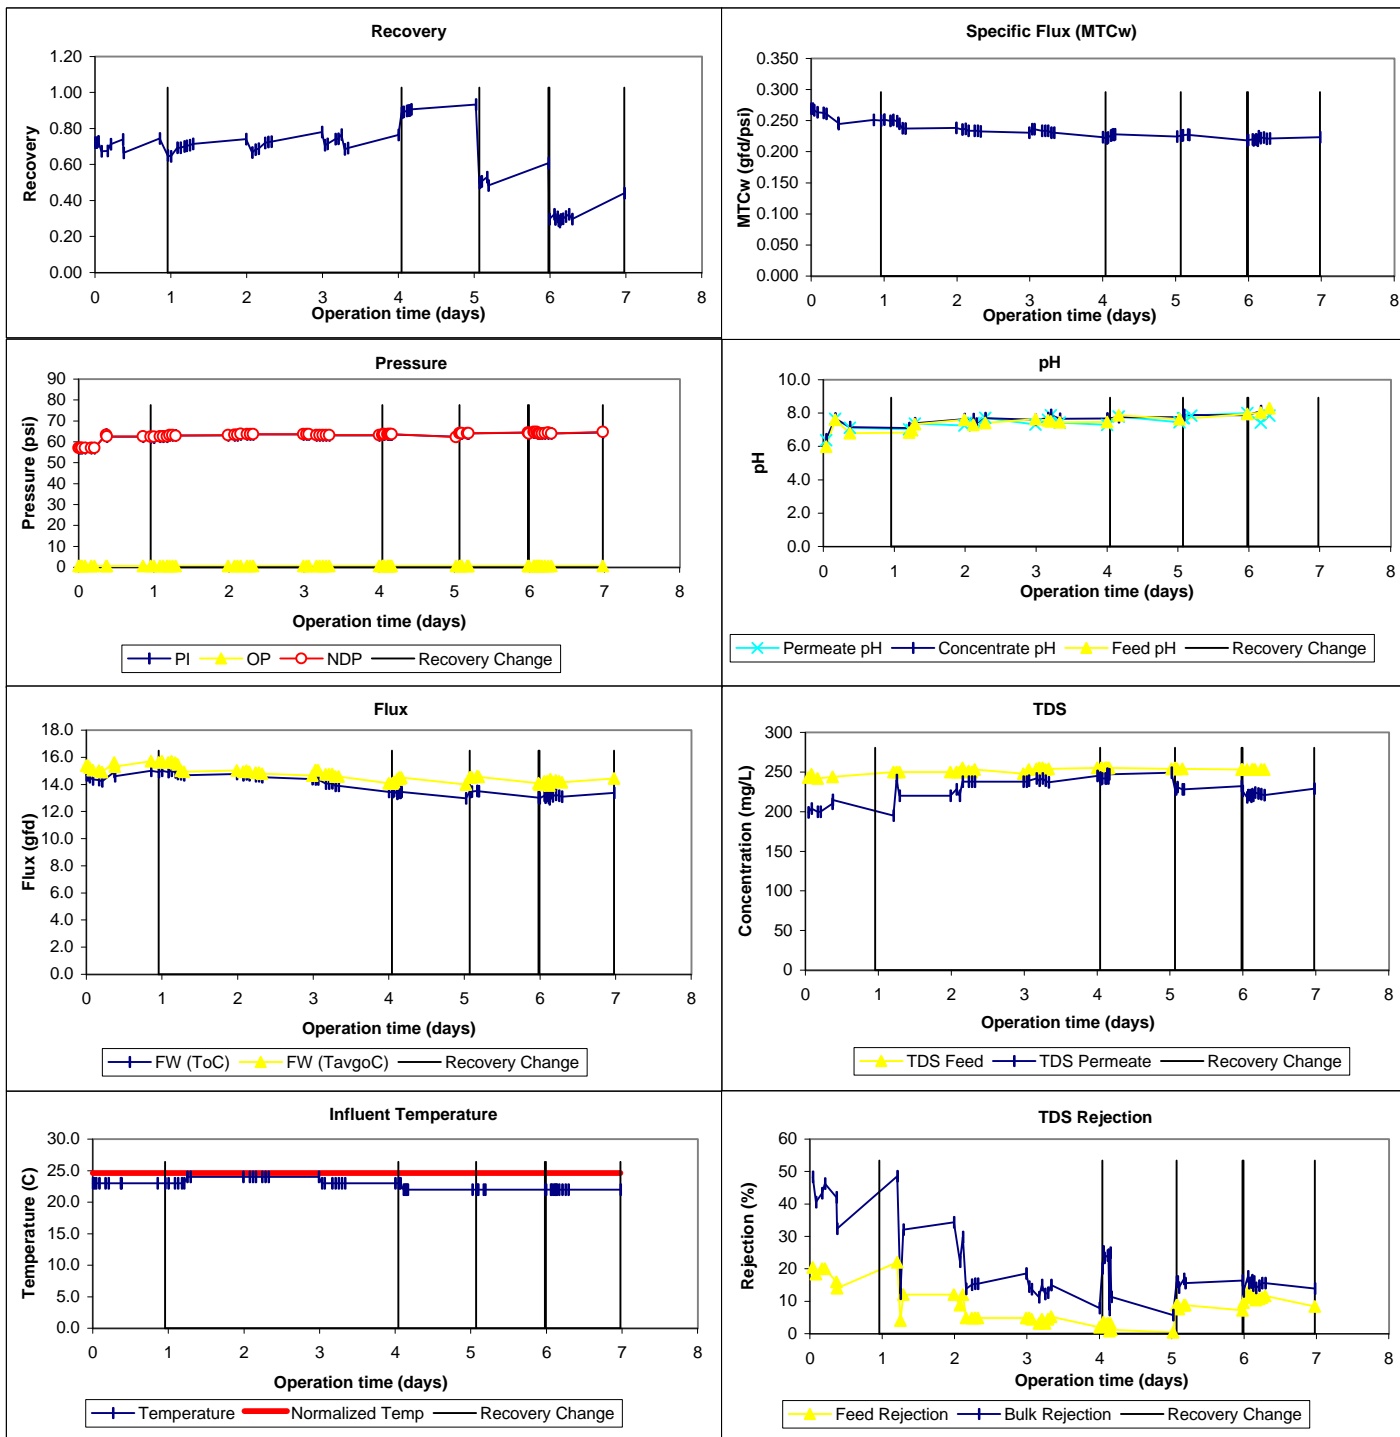 Recovery
1.20
1.00
0.80
0.60
0.40
0.20
0.00
Recovery
0 1 2 3 4 5 6 7 8
Operation time (days)
Specific Flux (MTCw)
0.350
0.300
0.250
0.200
0.150
0.100
0.050
0.000
MTCw (gfd/psi)
0 1 2 3 4 5 6 7 8
Operation time (days)
Pressure
90
80
70
60
50
40
30
20
10
0
Pressure (psi)
0 1 2 3 4 5 6 7 8
Operation time (days)
PI OP NDP Recovery Change
pH
10.0
8.0
6.0
4.0
2.0
0.0
pH
0 1 2 3 4 5 6 7 8
Operation time (days)
Permeate pH Concentrate pH Feed pH Recovery Change
Flux
18.0
16.0
14.0
12.0
10.0
8.0
6.0
4.0
2.0
0.0
Flux (gfd)
0 1 2 3 4 5 6 7 8
Operation time (days)
FW (ToC) FW (TavgoC) Recovery Change
TDS
300
250
200
150
100
50
0
Concentration (mg/L)
0 1 2 3 4 5 6 7 8
Operation time (days)
TDS Feed TDS Permeate Recovery Change
Influent Temperature
30.0
25.0
20.0
15.0
10.0
5.0
0.0
Temperature (C)
0 1 2 3 4 5 6 7 8
Operation time (days)
Temperature Normalized Temp Recovery Change
TDS Rejection
60
50
40
30
20
10
0
Rejection (%)
0 1 2 3 4 5 6 7 8
Operation time (days)
Feed Rejection Bulk Rejection Recovery Change